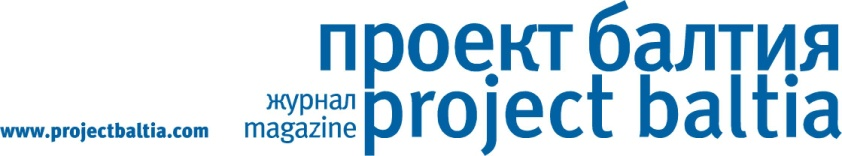 проект балтия
журнал
magazine
project baltia
www.projectbaltia.com